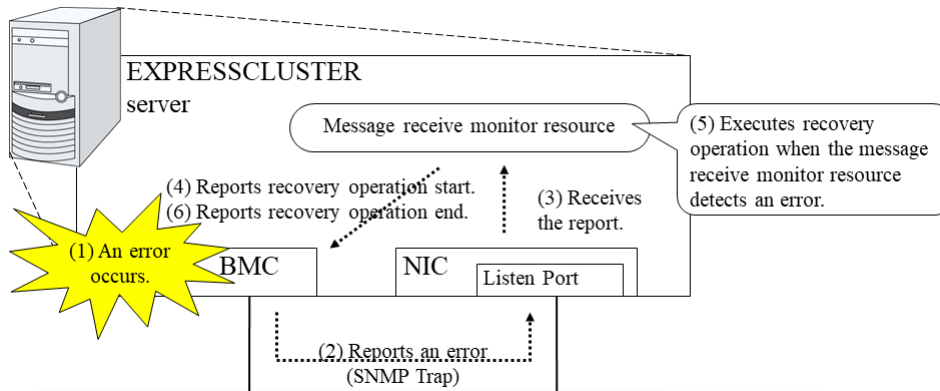 EXPRESSCLUSTER
server
Message receive monitor resource
(5) Executes recovery
operation when the message
receive monitor resource
detects an error.
(4) Reports recovery operation start.
(6) Reports recovery operation end.
(3) Receives
the report.
(1) An error
occurs.
BMC
NIC
Listen Port
(2) Reports an error
(SNMP Trap)